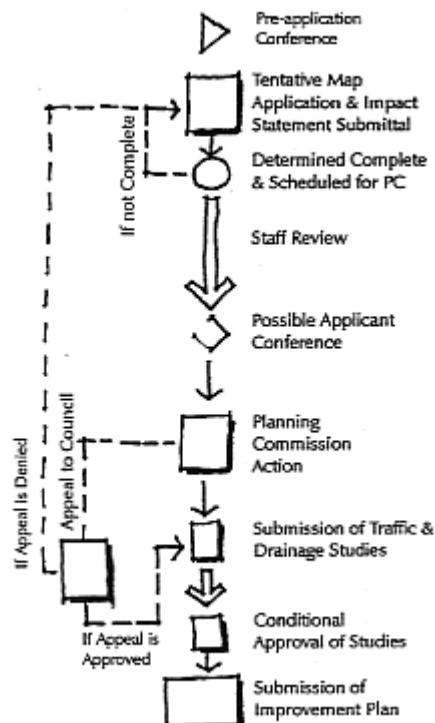 Pre-application
Conference
Tentative Map
Application & Impact
Statement Submittal
If not Complete
Determined Complete
& Scheduled for PC
Staff Review
Possible Applicant
Conference
Appeal to Council
If Appeal Is Denied
Planning
Commission
Action
Submission of Traffic &
Drainage Studies
If Appeal is
Approved
Conditional
Approval of Studies
Submission of
Improvement Plan